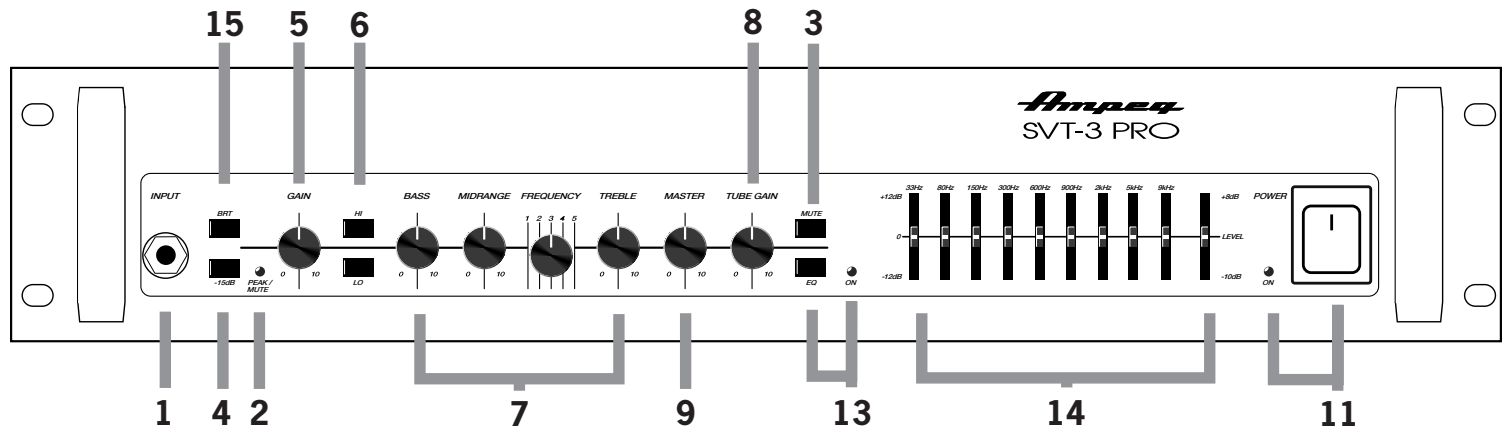 15 5 6 8 3
Ampeg
SVT-3 PRO
INPUT GAIN BASS MIDRANGE FREQUENCY TREBLE MASTER TUBE GAIN 33Hz 80Hz 150Hz 300Hz 600Hz 900Hz 2kHz 5kHz 9kHz POWER
+12dB +8dB
BRT HI 1 2 3 4 5 MUTE
0 LEVEL
0 10 0 10 0 10 0 10 0 10 0 10
-15dB PEAK / MUTE LO EQ ON -12dB -10dB ON
1 4 2 7 9 13 14 11